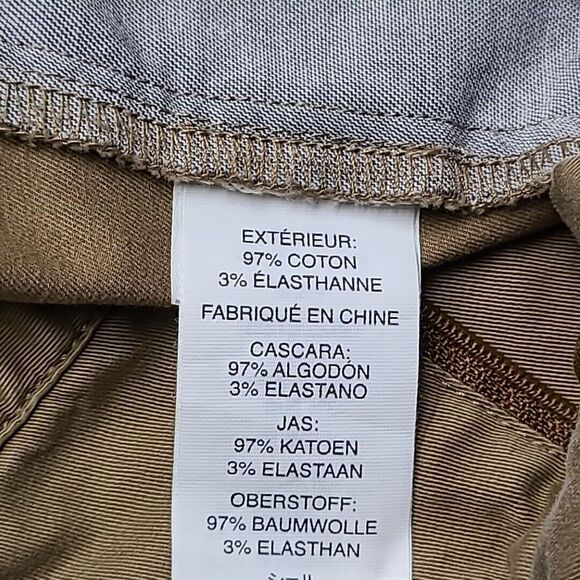 EXTÉRIEUR:
97% COTON
3% ÉLASTHANNE
FABRIQUÉ EN CHINE
CASCARA:
97% ALGODÓN
3% ELASTANO
JAS:
97% KATOEN
3% ELASTAAN
OBERSTOFF:
97% BAUMWOLLE
3% ELASTHAN